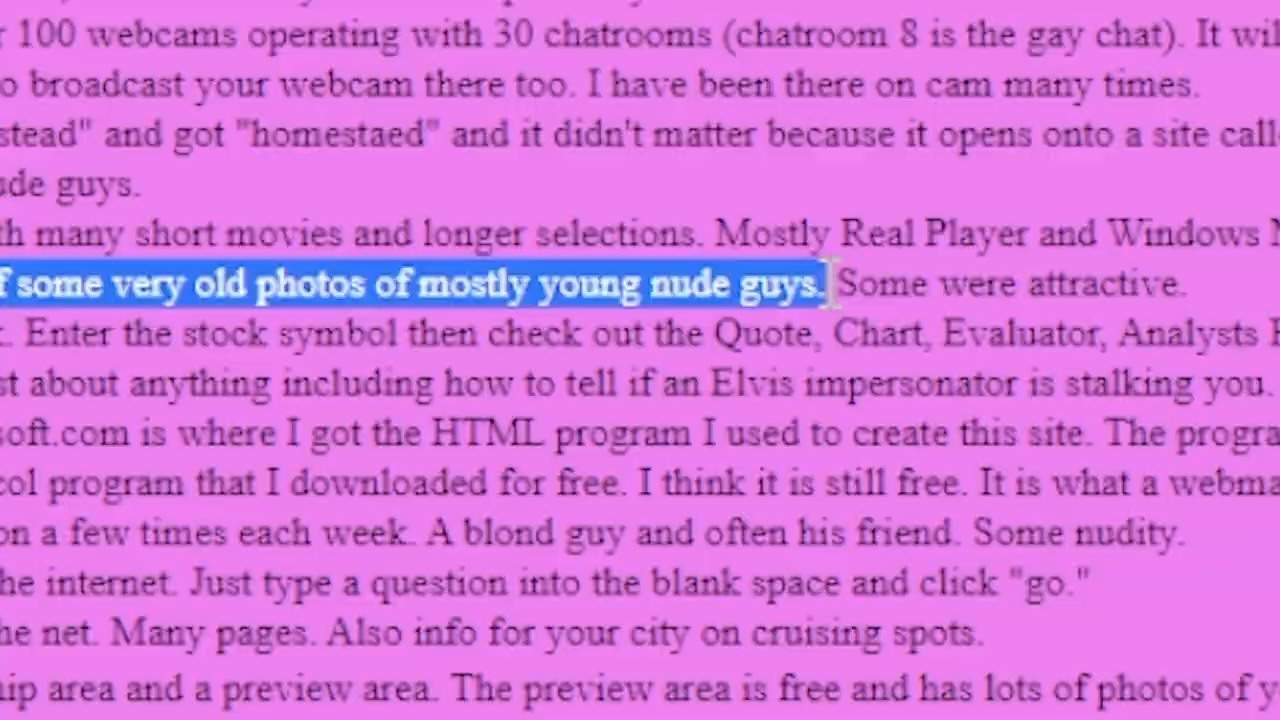 100 webcams operating with 30 chatrooms (chatroom 8 is the gay chat). It wil
o broadcast your webcam there too. I have been there on cam many times.
stead" and got "homestaed" and it didn't matter because it opens onto a site call
ude guys.
th many short movies and longer selections. Mostly Real Player and Windows
f some very old photos of mostly young nude guys. Some were attractive.
t. Enter the stock symbol then check out the Quote, Chart, Evaluator, Analysts
st about anything including how to tell if an Elvis impersonator is stalking you.
soft.com is where I got the HTML program I used to create this site. The progra
ol program that I downloaded for free. I think it is still free. It is what a webma
on a few times each week. A blond guy and often his friend. Some nudity.
he internet. Just type a question into the blank space and click "go."
he net. Many pages. Also info for your city on cruising spots.
ip area and a preview area. The preview area is free and has lots of photos of y